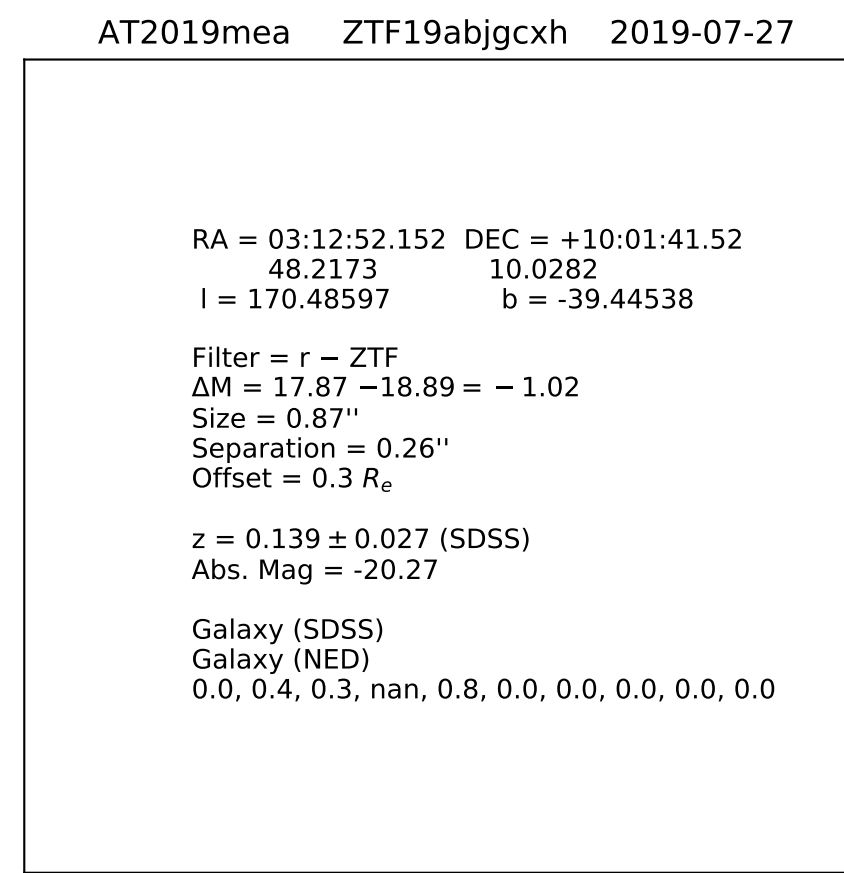 AT2019mea ZTF19abjgcxh 2019-07-27
RA = 03:12:52.152 DEC = +10:01:41.52
48.2173 10.0282
l = 170.48597 b = -39.44538
Filter = r − ZTF
ΔM = 17.87 −18.89 = − 1.02
Size = 0.87''
Separation = 0.26''
Offset = 0.3 Re
z = 0.139 ± 0.027 (SDSS)
Abs. Mag = -20.27
Galaxy (SDSS)
Galaxy (NED)
0.0, 0.4, 0.3, nan, 0.8, 0.0, 0.0, 0.0, 0.0, 0.0